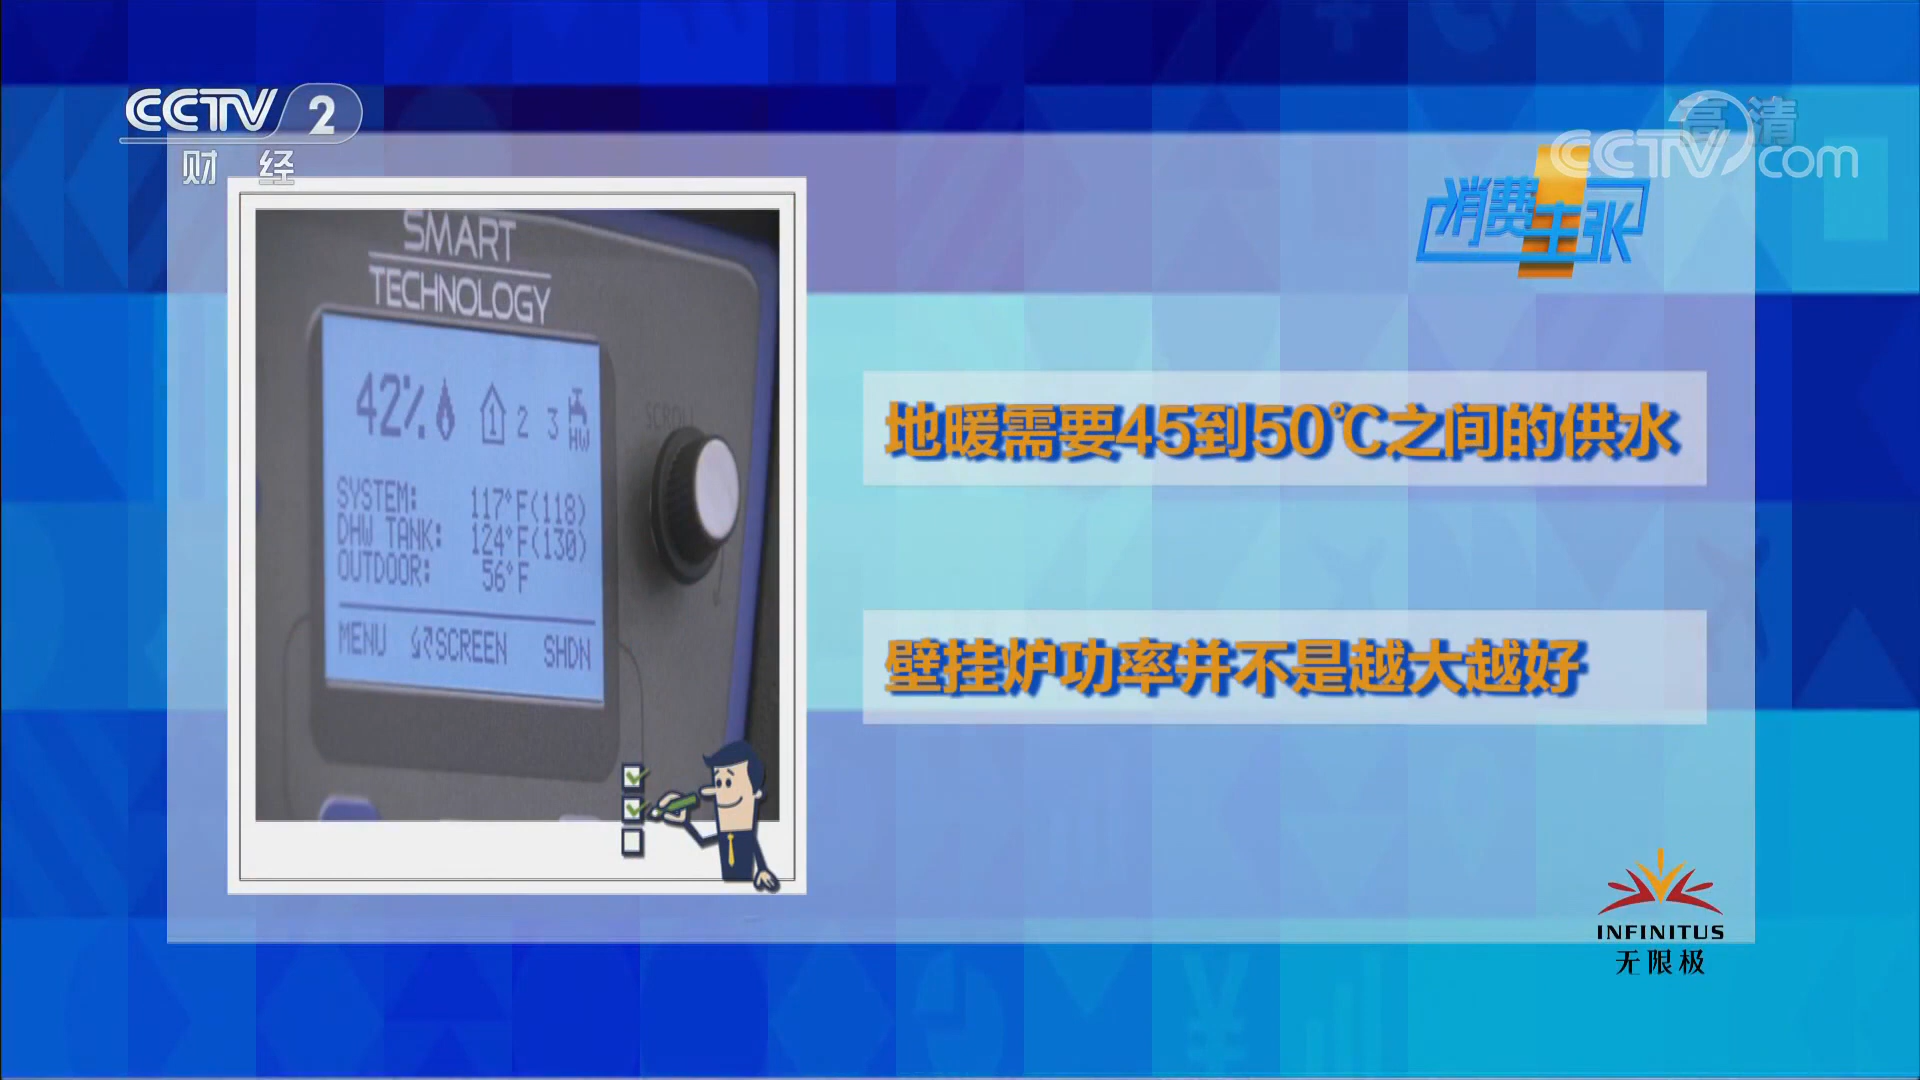 CCTV 2
财 经
高清
CCTV.com
消费主张
SMART
TECHNOLOGY
42% 1 2 3 HW
SCROLL
SYSTEM: 117°F(118)
DHW TANK: 124°F(130)
OUTDOOR: 56°F
MENU SCREEN SHDN
地暖需要45到50℃之间的供水
壁挂炉功率并不是越大越好
INFINITUS
无限极